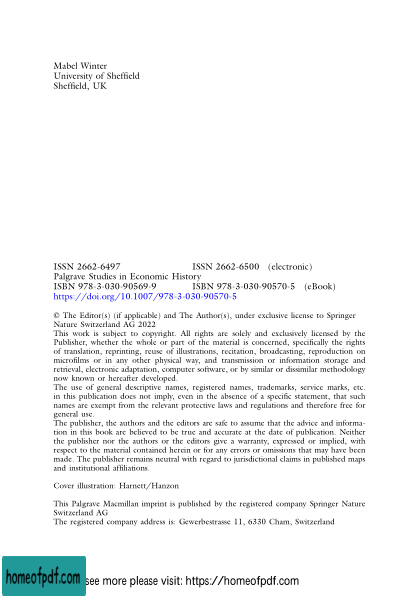 Mabel Winter
University of Sheffield
Sheffield, UK
ISSN 2662-6497 ISSN 2662-6500 (electronic)
Palgrave Studies in Economic History
ISBN 978-3-030-90569-9 ISBN 978-3-030-90570-5 (eBook)
https://doi.org/10.1007/978-3-030-90570-5
© The Editor(s) (if applicable) and The Author(s), under exclusive license to Springer
Nature Switzerland AG 2022
This work is subject to copyright. All rights are solely and exclusively licensed by the
Publisher, whether the whole or part of the material is concerned, specifically the rights
of translation, reprinting, reuse of illustrations, recitation, broadcasting, reproduction on
microfilms or in any other physical way, and transmission or information storage and
retrieval, electronic adaptation, computer software, or by similar or dissimilar methodology
now known or hereafter developed.
The use of general descriptive names, registered names, trademarks, service marks, etc.
in this publication does not imply, even in the absence of a specific statement, that such
names are exempt from the relevant protective laws and regulations and therefore free for
general use.
The publisher, the authors and the editors are safe to assume that the advice and informa-
tion in this book are believed to be true and accurate at the date of publication. Neither
the publisher nor the authors or the editors give a warranty, expressed or implied, with
respect to the material contained herein or for any errors or omissions that may have been
made. The publisher remains neutral with regard to jurisdictional claims in published maps
and institutional affiliations.
Cover illustration: Harnett/Hanzon
This Palgrave Macmillan imprint is published by the registered company Springer Nature
Switzerland AG
The registered company address is: Gewerbestrasse 11, 6330 Cham, Switzerland
homeofpdf.com
see more please visit: https://homeofpdf.com